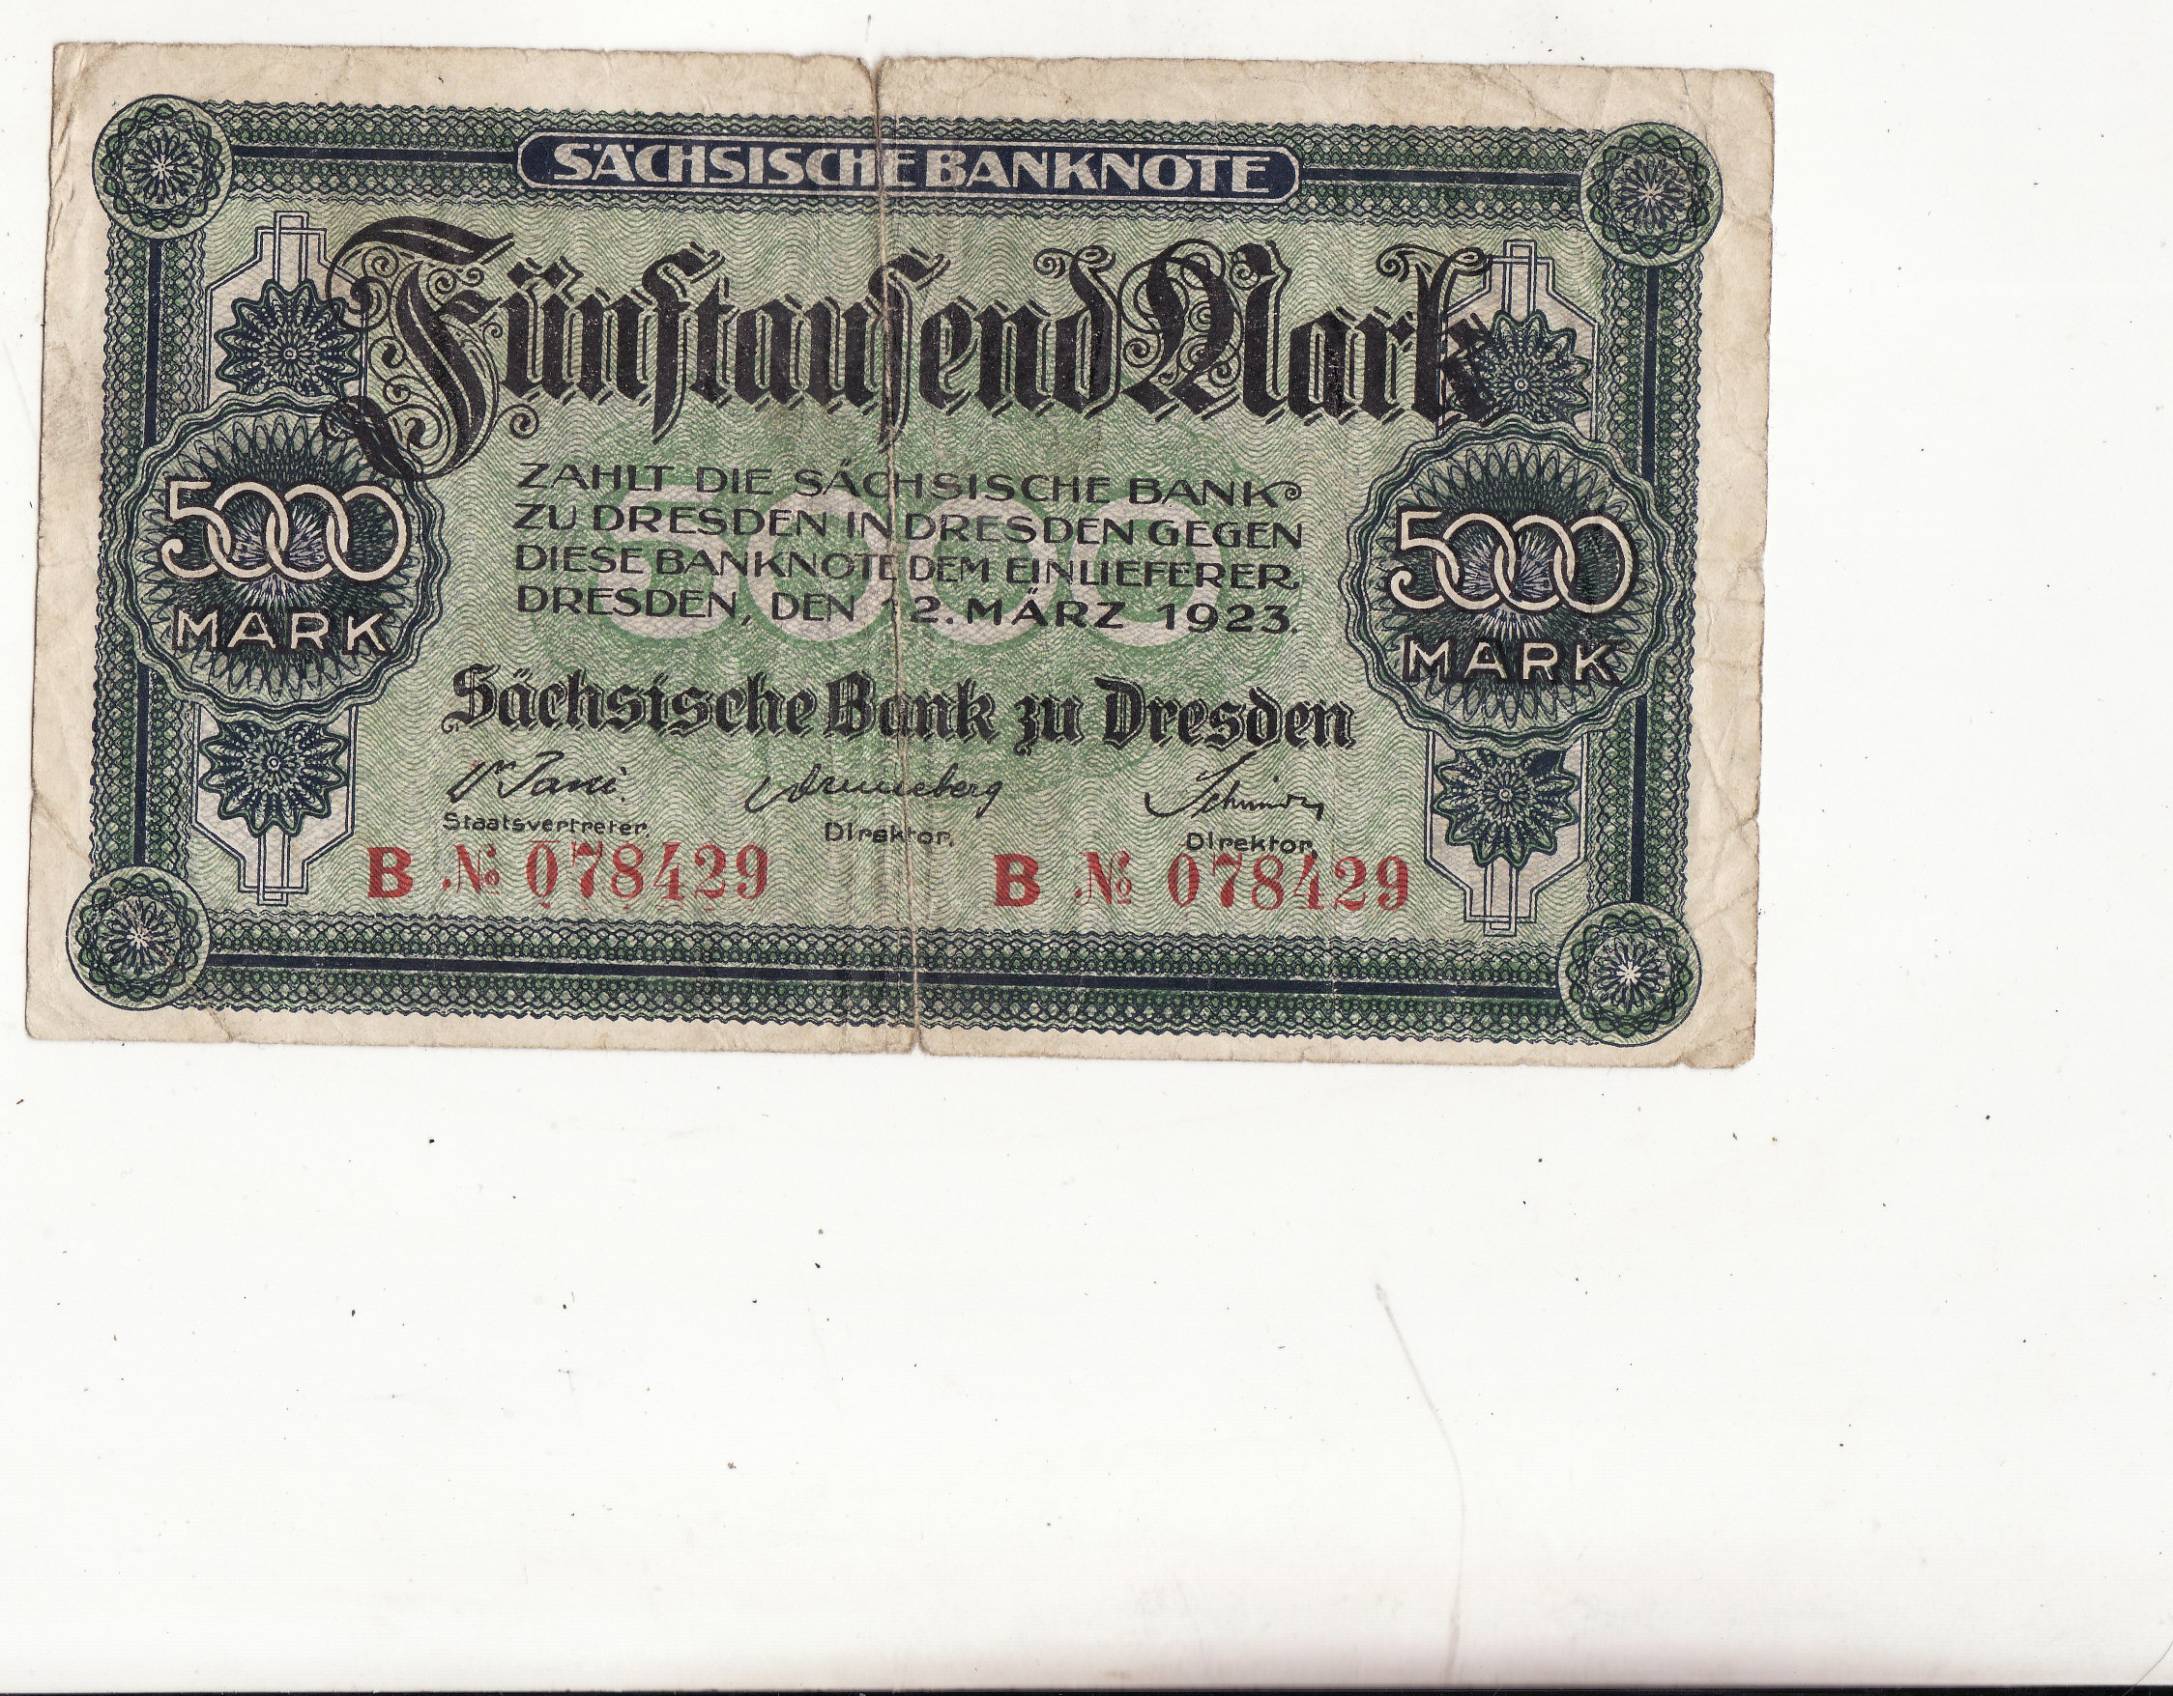 SÄCHSISCHE BANKNOTE
Fünftausend Mark
5000
MARK
ZAHLT DIE SÄCHSISCHE BANK
ZU DRESDEN IN DRESDEN GEGEN
DIESE BANKNOTE DEM EINLIEFERER
DRESDEN, DEN 12. MÄRZ 1923.
5000
5000
MARK
Sächsische Bank zu Dresden
Staatsvertreter. Direktor. Direktor.
B № 078429 B № 078429